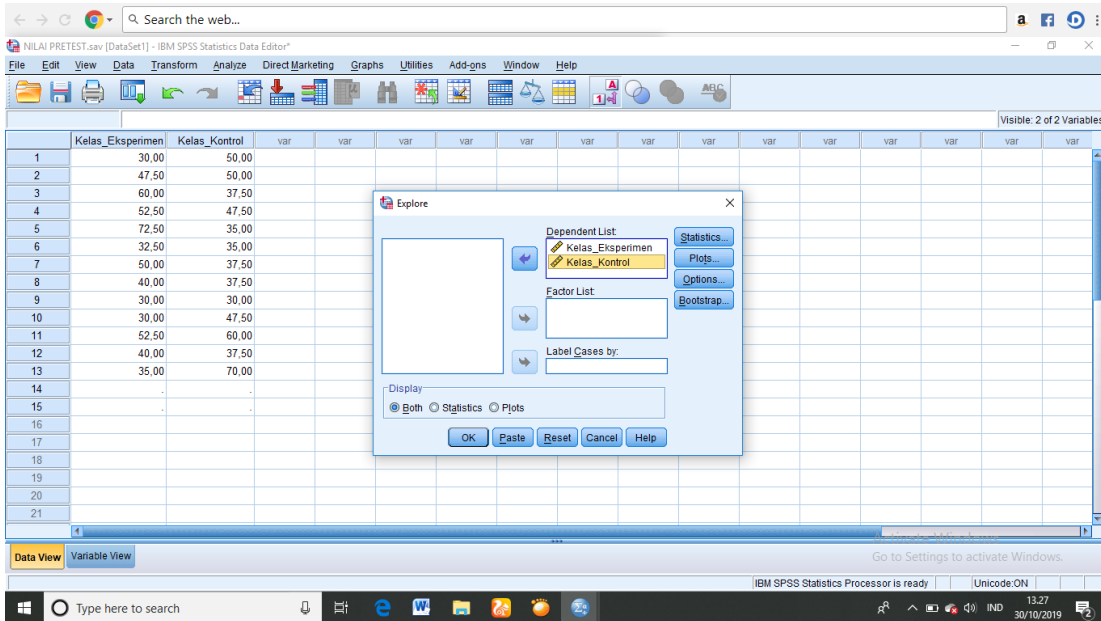 Search the web...
NILAI PRETEST.sav [DataSet1] - IBM SPSS Statistics Data Editor*
File Edit View Data Transform Analyze Direct Marketing Graphs Utilities Add-ons Window Help
Visible: 2 of 2 Variables
Kelas_Eksperimen Kelas_Kontrol var var var var var var var var var var var var var var
1 30,00 50,00
2 47,50 50,00
3 60,00 37,50
4 52,50 47,50
5 72,50 35,00
6 32,50 35,00
7 50,00 37,50
8 40,00 37,50
9 30,00 30,00
10 30,00 47,50
11 52,50 60,00
12 40,00 37,50
13 35,00 70,00
14 . .
15 . .
16
17
18
19
20
21
Explore
Dependent List:
Kelas_Eksperimen
Kelas_Kontrol
Statistics...
Plots...
Options...
Bootstrap...
Factor List:
Label Cases by:
Display
Both Statistics Plots
OK Paste Reset Cancel Help
Data View Variable View
Go to Settings to activate Windows.
IBM SPSS Statistics Processor is ready Unicode:ON
Type here to search
IND
13.27
30/10/2019